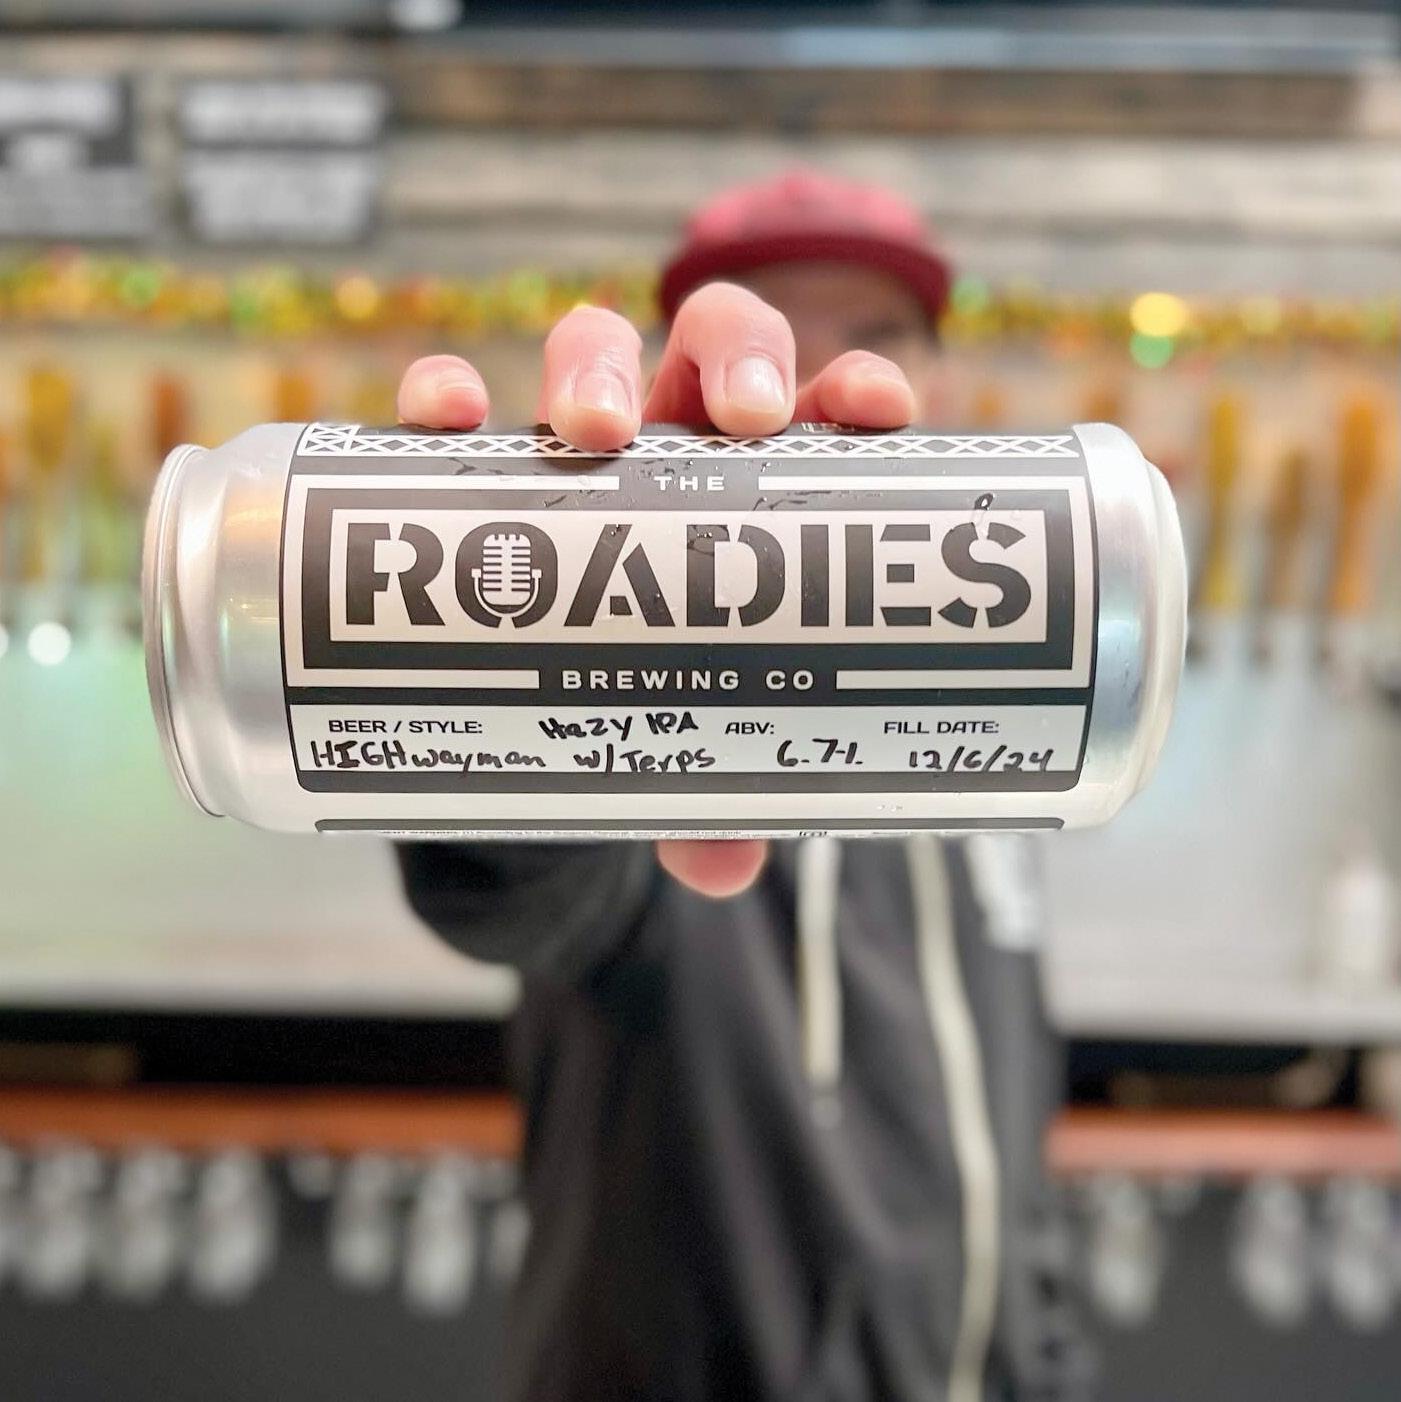 THE
ROADIES
BREWING CO
BEER / STYLE: Hazy IPA ABV: FILL DATE:
HIGHwayman w/Terps 6.7% 12/6/24